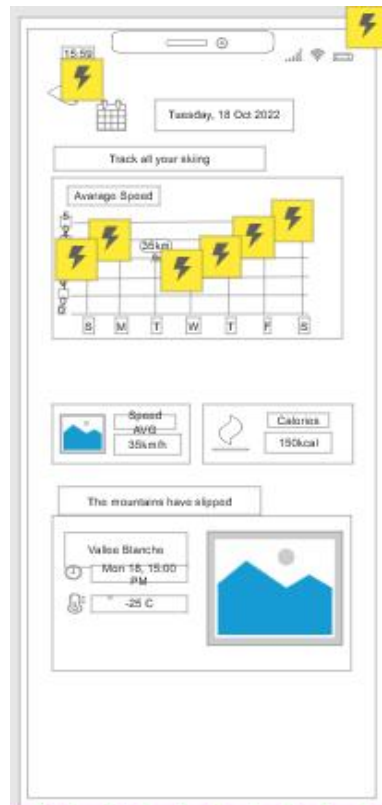 15:59
Tuesday, 18 Oct 2022
Track all your skiing
Avarage Speed
(35km)
S M T W T F S
Speed
AVG
35km/h
Calories
150kcal
The mountains have slipped
Vallee Blanche
Mon 18, 15:00
PM
-25 C